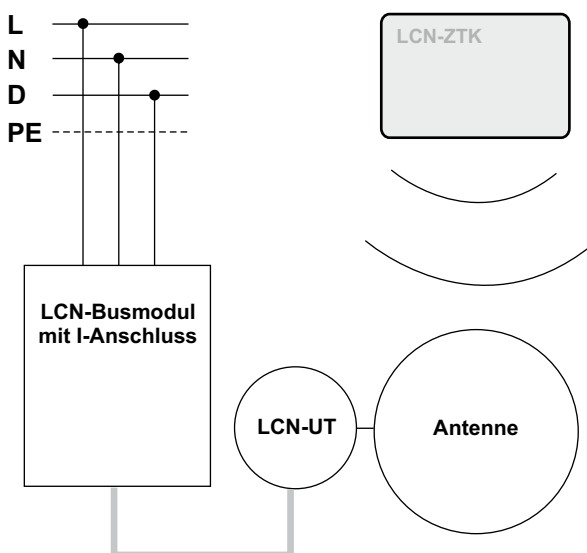 L
N
D
PE
LCN-ZTK
LCN-Busmodul
mit I-Anschluss
LCN-UT
Antenne